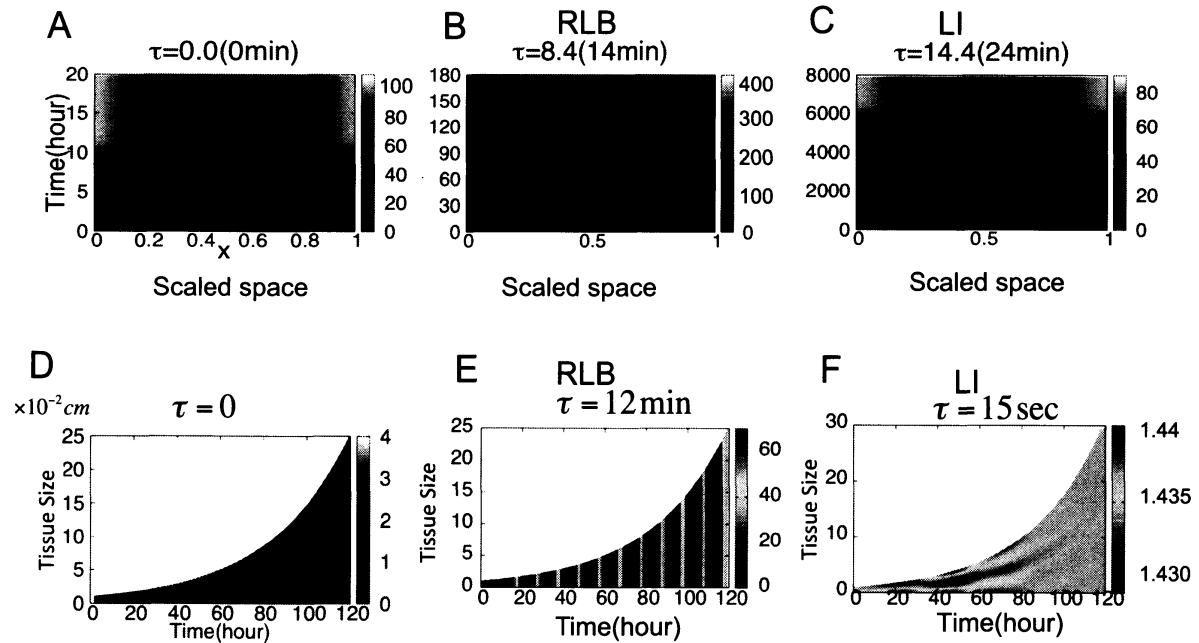 A
τ=0.0(0min)
20
15
10
5
0
Time(hour)
0 0.2 0.4 0.6 0.8 1
x
100
80
60
40
20
0
Scaled space
B
RLB
τ=8.4(14min)
180
150
120
90
60
30
0
0 0.5 1
400
300
200
100
0
Scaled space
C
LI
τ=14.4(24min)
8000
6000
4000
2000
0
0 0.5 1
80
60
40
20
0
Scaled space
D
×10⁻² cm
τ = 0
25
20
15
10
5
0
Tissue Size
0 20 40 60 80 100 120
Time(hour)
4
3
2
1
0
E
RLB
τ = 12min
25
20
15
10
5
0
Tissue Size
0 20 40 60 80 100 120
Time(hour)
60
40
20
0
F
LI
τ = 15sec
30
20
10
0
Tissue Size
0 20 40 60 80 100 120
Time(hour)
1.44
1.435
1.430